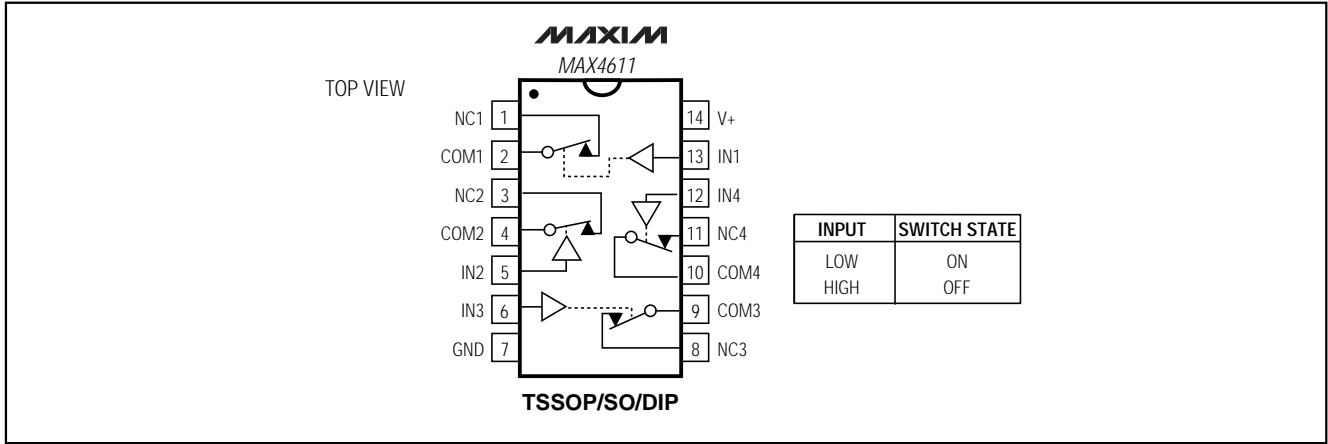 MAXIM
MAX4611
TOP VIEW
NC1 1 14 V+
COM1 2 13 IN1
NC2 3 12 IN4
COM2 4 11 NC4
IN2 5 10 COM4
IN3 6 9 COM3
GND 7 8 NC3
TSSOP/SO/DIP
INPUT SWITCH STATE
LOW ON
HIGH OFF